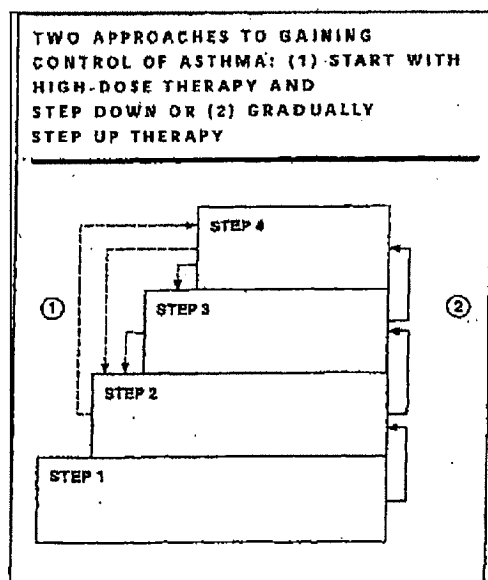 TWO APPROACHES TO GAINING
CONTROL OF ASTHMA: (1) START WITH
HIGH-DOSE THERAPY AND
STEP DOWN OR (2) GRADUALLY
STEP UP THERAPY
STEP 4
1
2
STEP 3
STEP 2
STEP 1